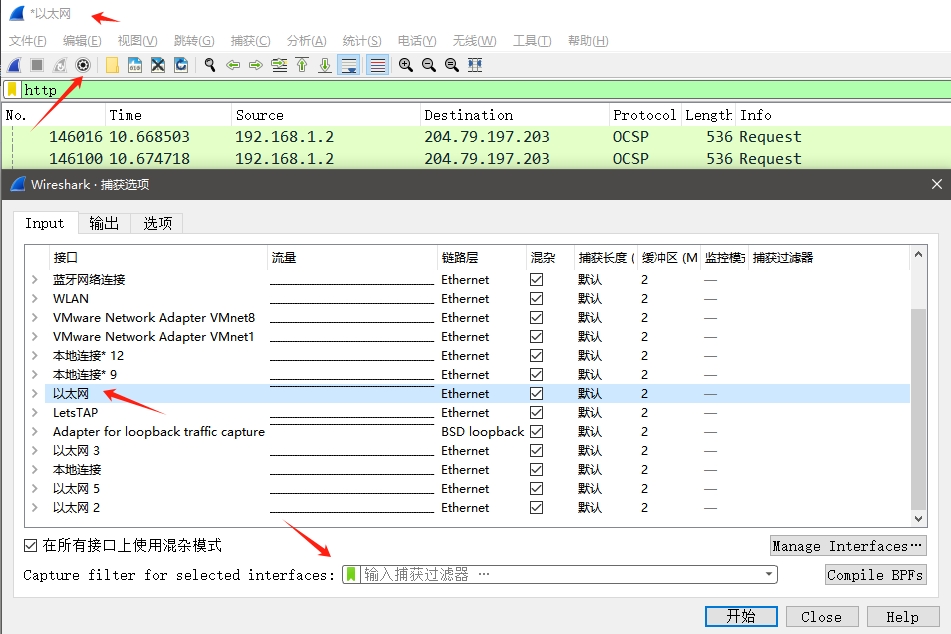 *以太网
文件(F) 编辑(E) 视图(V) 跳转(G) 捕获(C) 分析(A) 统计(S) 电话(Y) 无线(W) 工具(T) 帮助(H)
http
No. Time Source Destination Protocol Length Info
146016 10.668503 192.168.1.2 204.79.197.203 OCSP 536 Request
146100 10.674718 192.168.1.2 204.79.197.203 OCSP 536 Request
Wireshark · 捕获选项
Input 输出 选项
接口 流量 链路层 混杂 捕获长度 ( 缓冲区 (M 监控模式 捕获过滤器
蓝牙网络连接 Ethernet 默认 2 —
WLAN Ethernet 默认 2 —
VMware Network Adapter VMnet8 Ethernet 默认 2 —
VMware Network Adapter VMnet1 Ethernet 默认 2 —
本地连接* 12 Ethernet 默认 2 —
本地连接* 9 Ethernet 默认 2 —
以太网 Ethernet 默认 2 —
LetsTAP Ethernet 默认 2 —
Adapter for loopback traffic capture BSD loopback 默认 2 —
以太网 3 Ethernet 默认 2 —
本地连接 Ethernet 默认 2 —
以太网 5 Ethernet 默认 2 —
以太网 2 Ethernet 默认 2 —
在所有接口上使用混杂模式
Manage Interfaces…
Capture filter for selected interfaces: 输入捕获过滤器 …
Compile BPFs
开始 Close Help